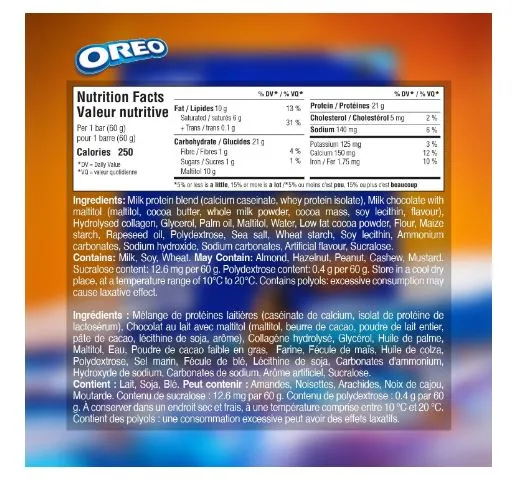 OREO
Nutrition Facts
Valeur nutritive
Per 1 bar (60 g)
pour 1 barre (60 g)
Calories 250
*DV = Daily Value
*VQ = valeur quotidienne
% DV* / % VQ*
Fat / Lipides 10 g 13 %
Saturated / saturés 6 g
+ Trans / trans 0.1 g 31 %
Carbohydrate / Glucides 21 g
Fibre / Fibres 1 g 4 %
Sugars / Sucres 1 g 1 %
Maltitol 10 g
% DV* / % VQ*
Protein / Protéines 21 g
Cholesterol / Cholestérol 5 mg 2 %
Sodium 140 mg 6 %
Potassium 125 mg 3 %
Calcium 150 mg 12 %
Iron / Fer 1.75 mg 10 %
*5% or less is a little, 15% or more is a lot /*5% ou moins c'est peu, 15% ou plus c'est beaucoup
Ingredients: Milk protein blend (calcium caseinate, whey protein isolate), Milk chocolate with
maltitol (maltitol, cocoa butter, whole milk powder, cocoa mass, soy lecithin, flavour),
Hydrolysed collagen, Glycerol, Palm oil, Maltitol, Water, Low fat cocoa powder, Flour, Maize
starch, Rapeseed oil, Polydextrose, Sea salt, Wheat starch, Soy lecithin, Ammonium
carbonates, Sodium hydroxide, Sodium carbonates, Artificial flavour, Sucralose.
Contains: Milk, Soy, Wheat. May Contain: Almond, Hazelnut, Peanut, Cashew, Mustard.
Sucralose content: 12.6 mg per 60 g. Polydextrose content: 0.4 g per 60 g. Store in a cool dry
place, at a temperature range of 10°C to 20°C. Contains polyols: excessive consumption may
cause laxative effect.
Ingrédients : Mélange de protéines laitières (caséinate de calcium, isolat de protéine de
lactosérum), Chocolat au lait avec maltitol (maltitol, beurre de cacao, poudre de lait entier,
pâte de cacao, lécithine de soja, arôme), Collagène hydrolysé, Glycérol, Huile de palme,
Maltitol, Eau, Poudre de cacao faible en gras, Farine, Fécule de maïs, Huile de colza,
Polydextrose, Sel marin, Fécule de blé, Lécithine de soja, Carbonates d'ammonium,
Hydroxyde de sodium, Carbonates de sodium, Arôme artificiel, Sucralose.
Contient : Lait, Soja, Blé. Peut contenir : Amandes, Noisettes, Arachides, Noix de cajou,
Moutarde. Contenu de sucralose : 12.6 mg per 60 g. Contenu de polydextrose : 0.4 g par 60
g. À conserver dans un endroit sec et frais, à une température comprise entre 10 °C et 20 °C.
Contient des polyols : une consommation excessive peut avoir des effets laxatifs.